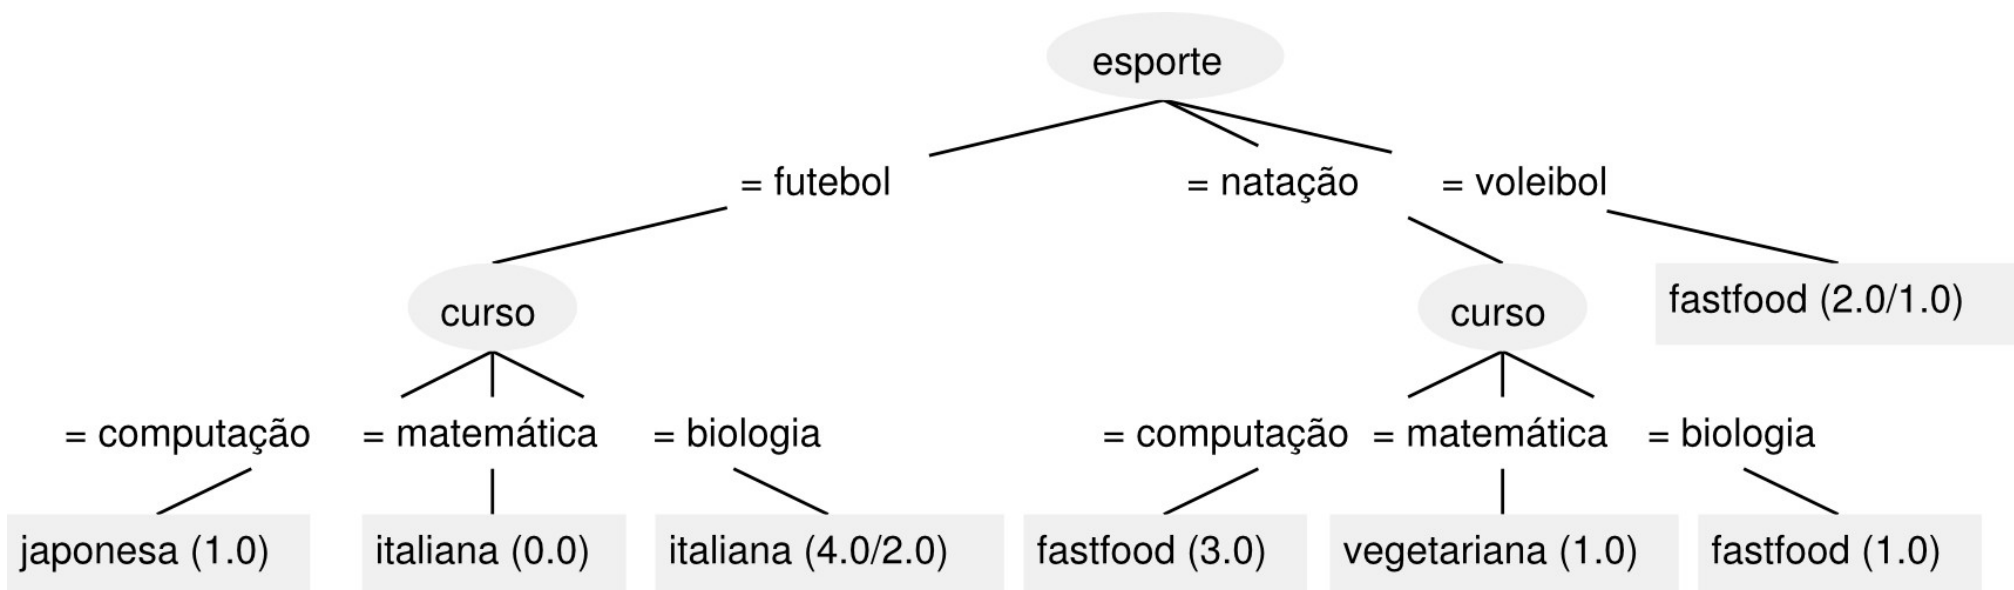 esporte
= futebol
= natação
= voleibol
curso
curso
fastfood (2.0/1.0)
= computação
= matemática
= biologia
= computação
= matemática
= biologia
japonesa (1.0)
italiana (0.0)
italiana (4.0/2.0)
fastfood (3.0)
vegetariana (1.0)
fastfood (1.0)